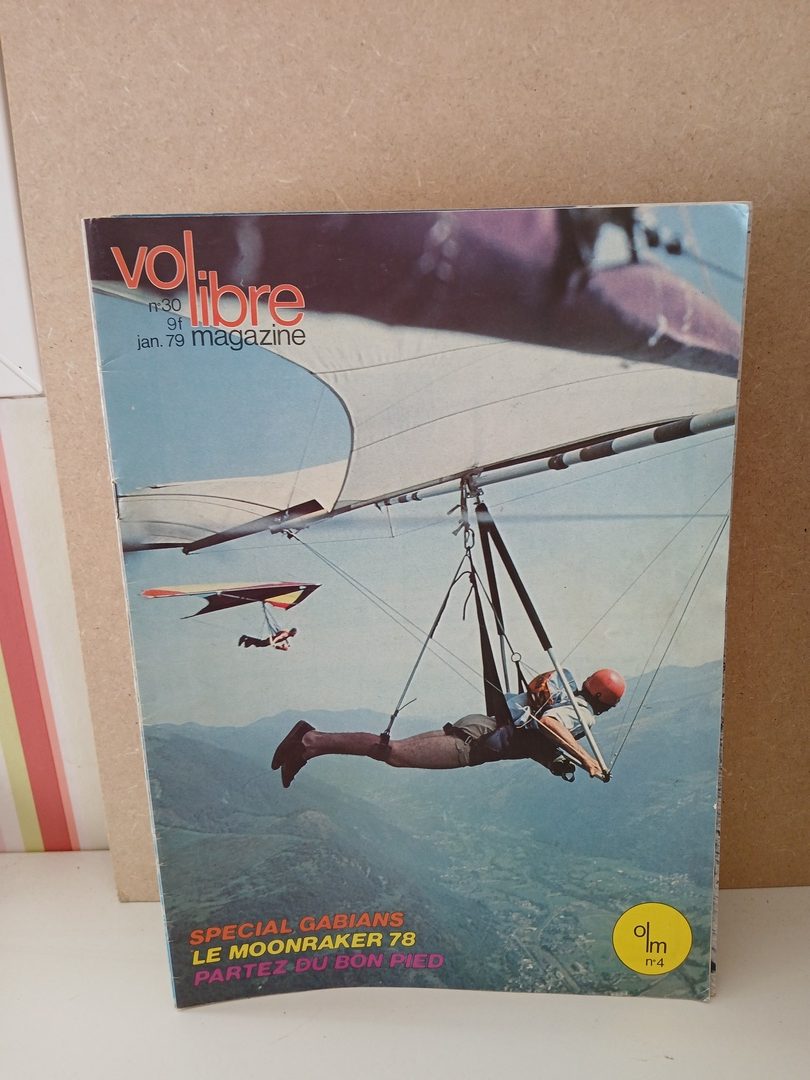 vol libre
n°30
9f
jan. 79 magazine
SPECIAL GABIANS
LE MOONRAKER 78
PARTEZ DU BON PIED
olm
n°4